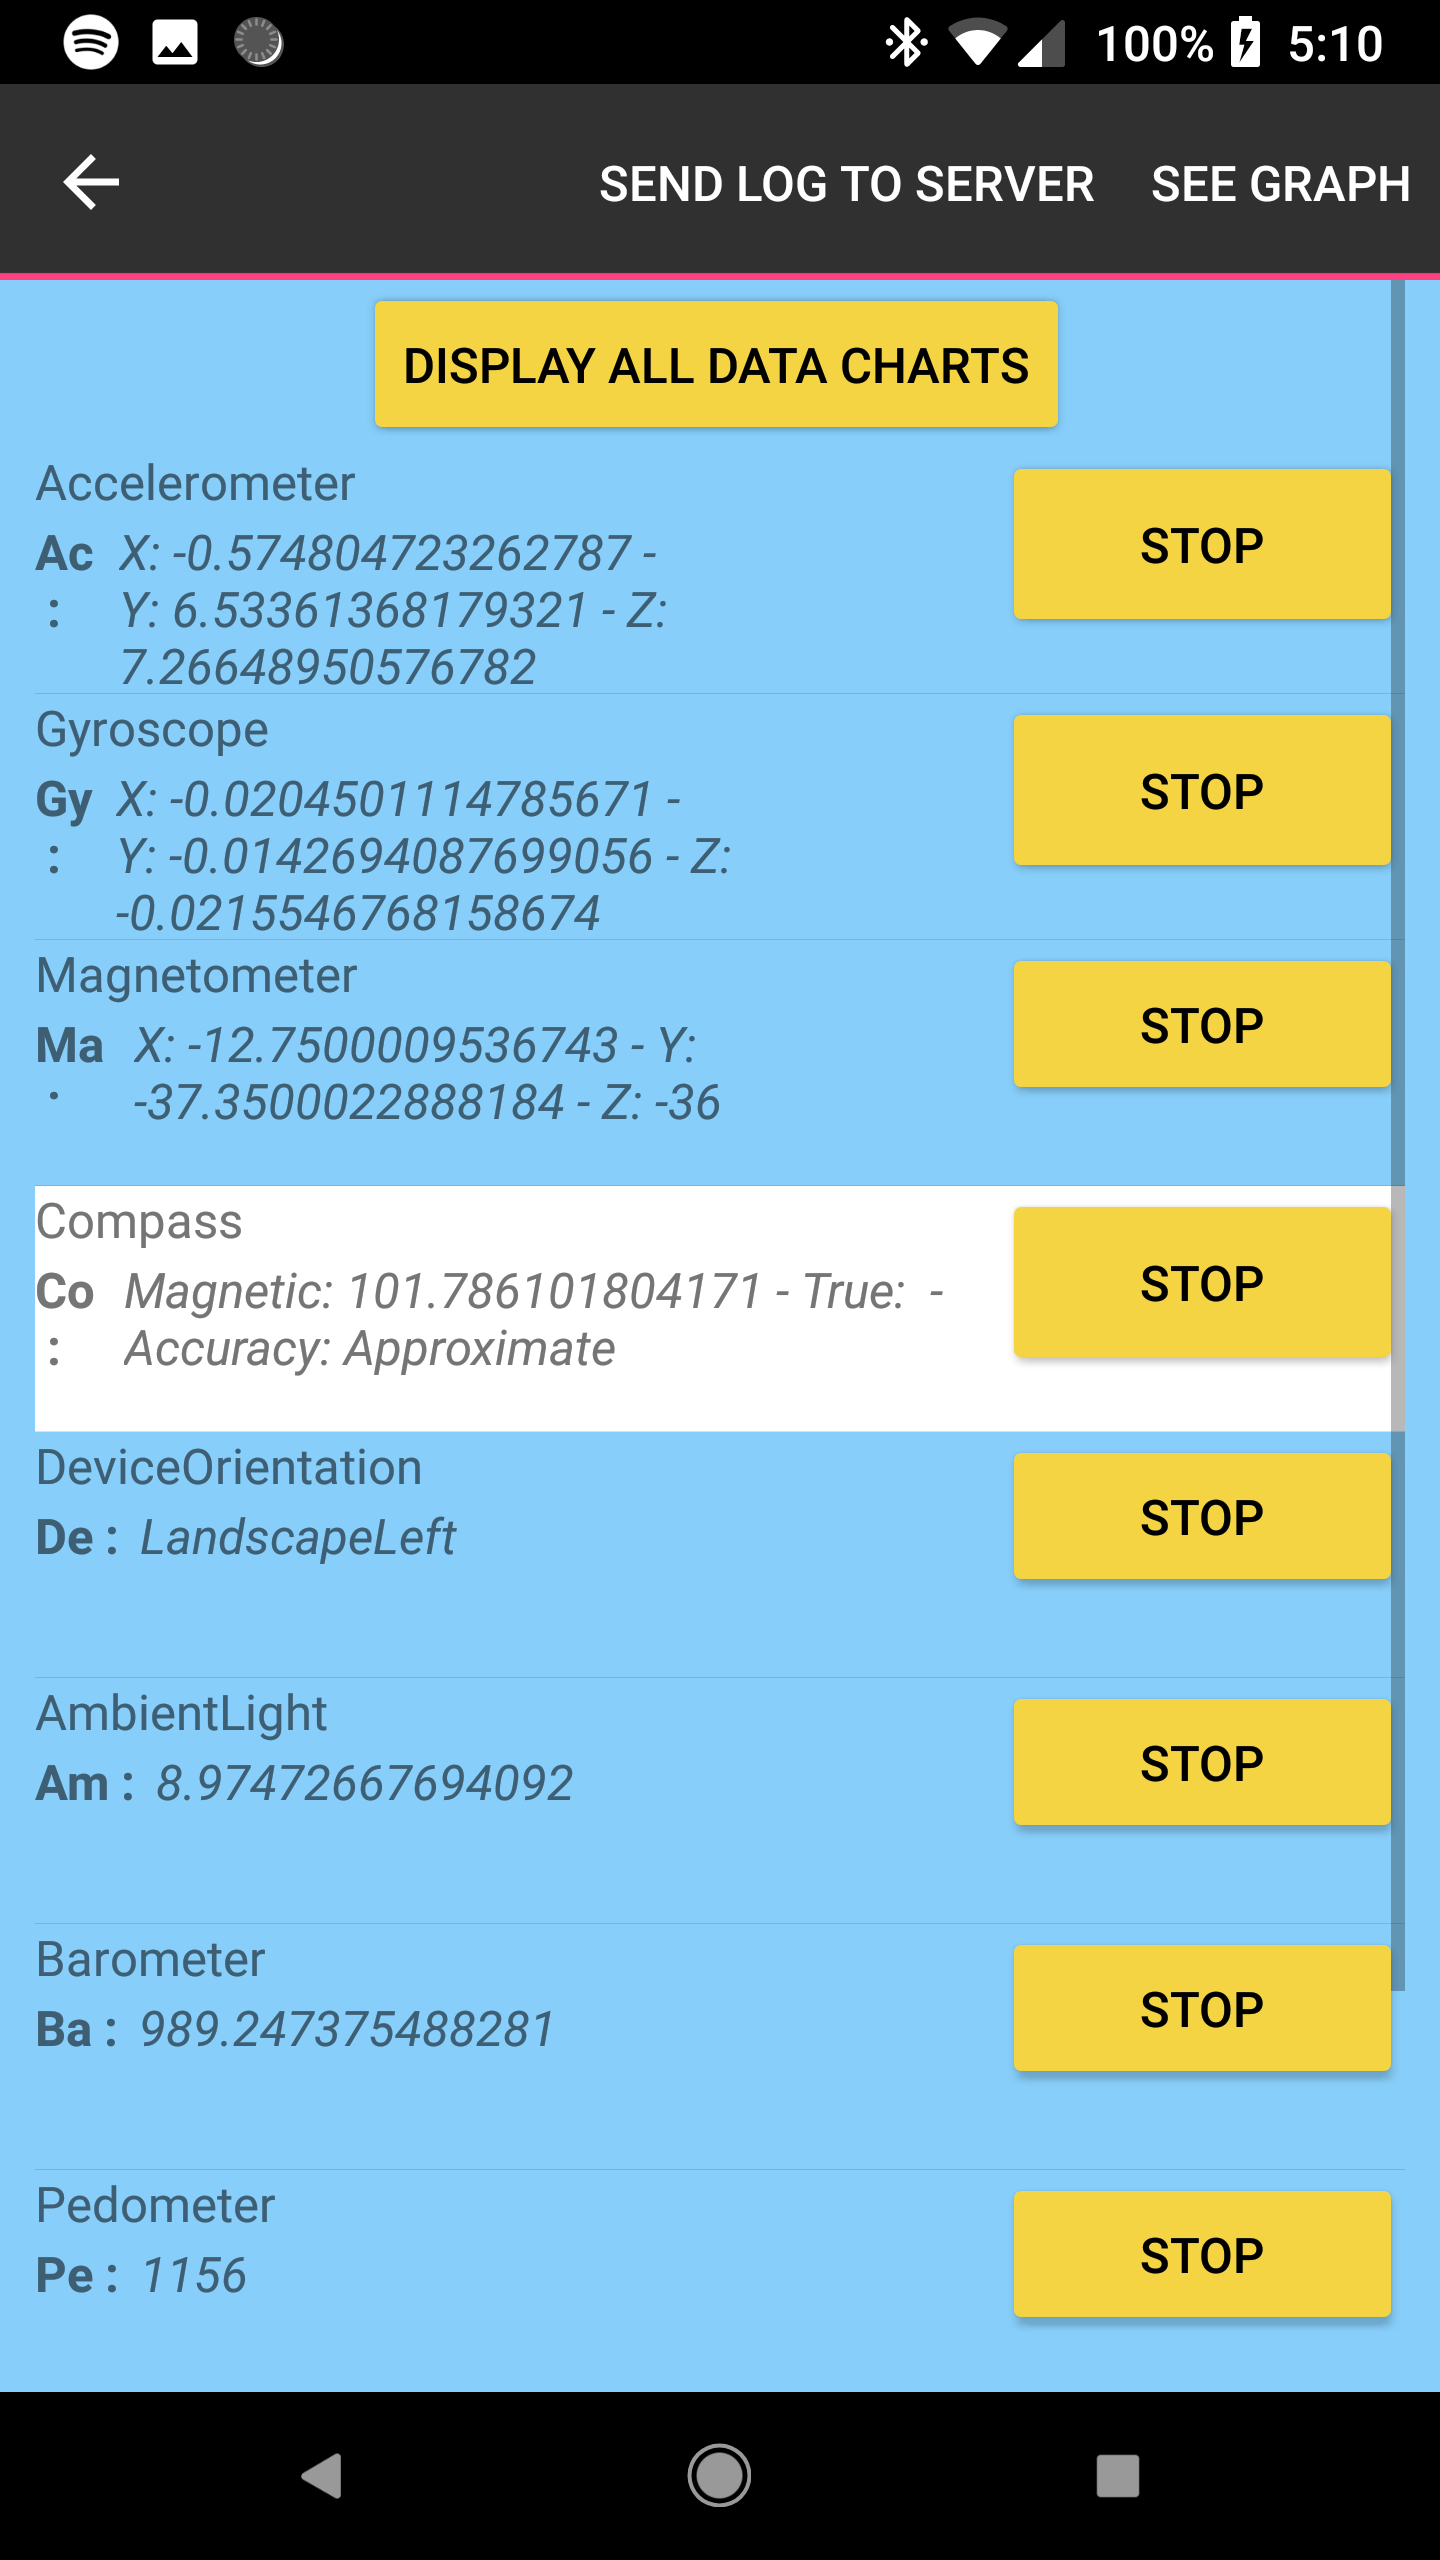 100% 5:10
SEND LOG TO SERVER SEE GRAPH
DISPLAY ALL DATA CHARTS
Accelerometer
STOP
Ac X: -0.574804723262787 -
: Y: 6.53361368179321 - Z:
7.26648950576782
Gyroscope
STOP
Gy X: -0.0204501114785671 -
: Y: -0.0142694087699056 - Z:
-0.0215546768158674
Magnetometer
STOP
Ma X: -12.7500009536743 - Y:
: -37.3500022888184 - Z: -36
Compass
STOP
Co Magnetic: 101.786101804171 - True: -
: Accuracy: Approximate
DeviceOrientation
STOP
De : LandscapeLeft
AmbientLight
STOP
Am : 8.97472667694092
Barometer
STOP
Ba : 989.247375488281
Pedometer
STOP
Pe : 1156